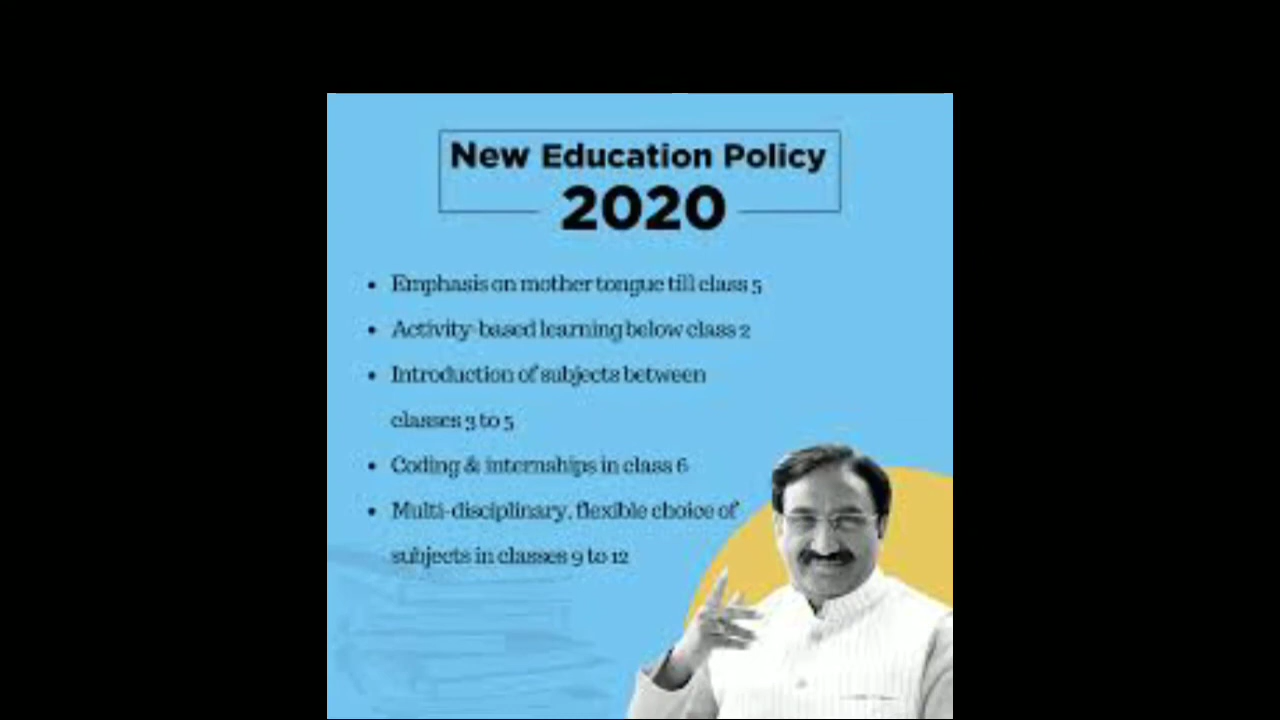 New Education Policy
2020
• Emphasis on mother tongue till class 5
• Activity-based learning below class 2
• Introduction of subjects between
classes 3 to 5
• Coding & internships in class 6
• Multi-disciplinary, flexible choice of
subjects in classes 9 to 12